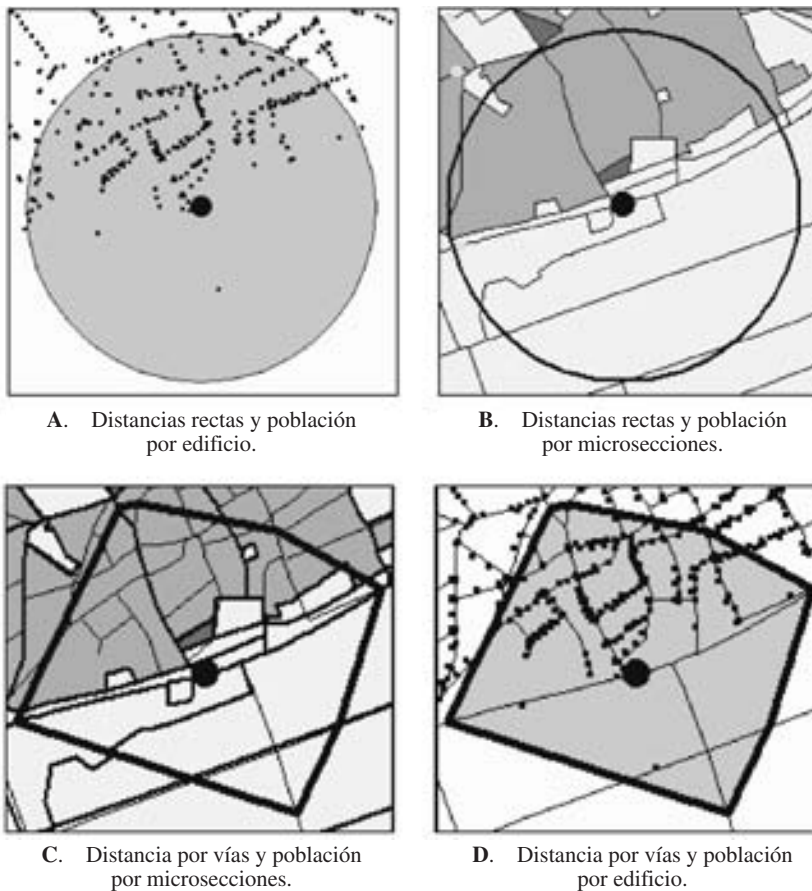 A. Distancias rectas y población
por edificio.
B. Distancias rectas y población
por microsecciones.
C. Distancia por vías y población
por microsecciones.
D. Distancia por vías y población
por edificio.